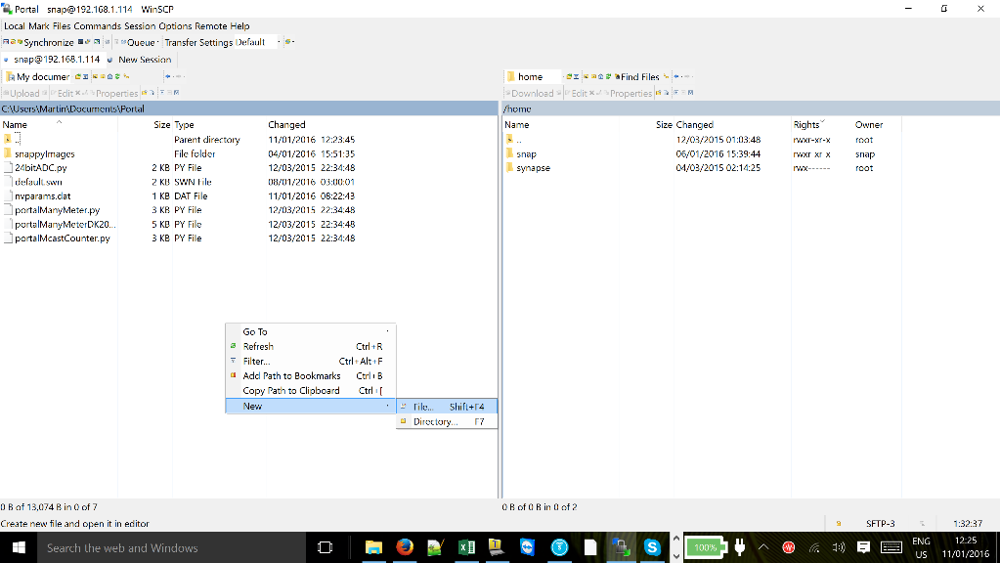 Portal snap@192.168.1.114 WinSCP
Local Mark Files Commands Session Options Remote Help
Synchronize Queue Transfer Settings Default
snap@192.168.1.114 New Session
My documer home Find Files
Upload Edit Properties Download Edit Properties
C:\Users\Martin\Documents\Portal /home
Name Size Type Changed Name Size Changed Rights Owner
.. Parent directory 11/01/2016 12:23:45 .. 12/03/2015 01:03:48 rwxr-xr-x root
snappyImages File folder 04/01/2016 15:51:35 snap 06/01/2016 15:39:44 rwxr xr x snap
24bitADC.py 2 KB PY File 12/03/2015 22:34:48 synapse 04/03/2015 02:14:25 rwx------ root
default.swn 2 KB SWN File 08/01/2016 03:00:01
nvparams.dat 1 KB DAT File 11/01/2016 08:22:43
portalManyMeter.py 3 KB PY File 12/03/2015 22:34:48
portalManyMeterDK20... 5 KB PY File 12/03/2015 22:34:48
portalMcastCounter.py 3 KB PY File 12/03/2015 22:34:48
Go To
Refresh Ctrl+R
Filter... Ctrl+Alt+F
Add Path to Bookmarks Ctrl+B
Copy Path to Clipboard Ctrl+[
New File... Shift+F4
Directory... F7
0 B of 13,074 B in 0 of 7 0 B of 0 B in 0 of 2
Create new file and open it in editor SFTP-3 1:32:37
Search the web and Windows 100% ENG 12:25
US 11/01/2016